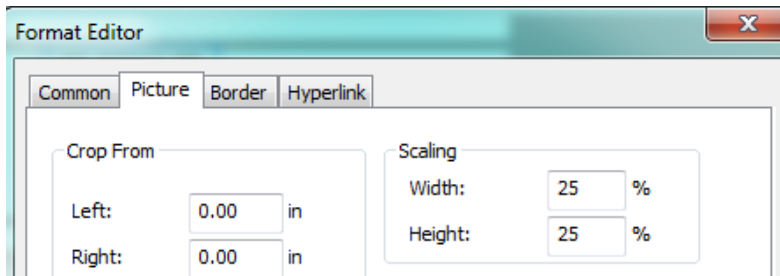 Format Editor
X
Common Picture Border Hyperlink
Crop From
Left: 0.00 in
Right: 0.00 in
Scaling
Width: 25 %
Height: 25 %